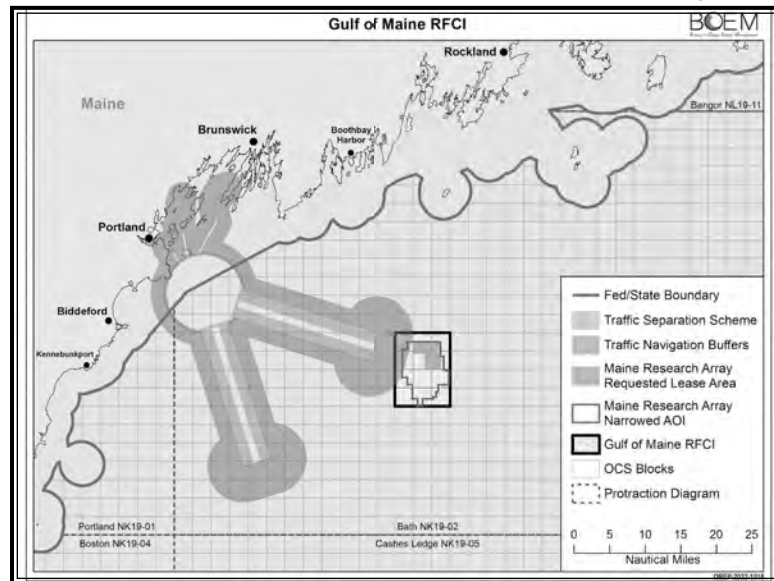 Gulf of Maine RFCI
BOEM
Rockland
Maine
Bangor NL19-11
Brunswick
Boothbay
Harbor
Portland
Biddeford
Kennebunkport
Fed/State Boundary
Traffic Separation Scheme
Traffic Navigation Buffers
Maine Research Array
Requested Lease Area
Maine Research Array
Narrowed AOI
Gulf of Maine RFCI
OCS Blocks
Protraction Diagram
Portland NK19-01
Bath NK19-02
Boston NK19-04
Cashes Ledge NK19-05
0 5 10 15 20 25
Nautical Miles